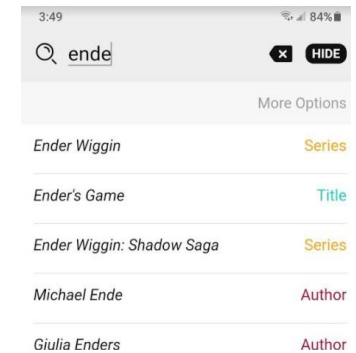 3:49 84%
ende HIDE
More Options
Ender Wiggin Series
Ender's Game Title
Ender Wiggin: Shadow Saga Series
Michael Ende Author
Giulia Enders Author